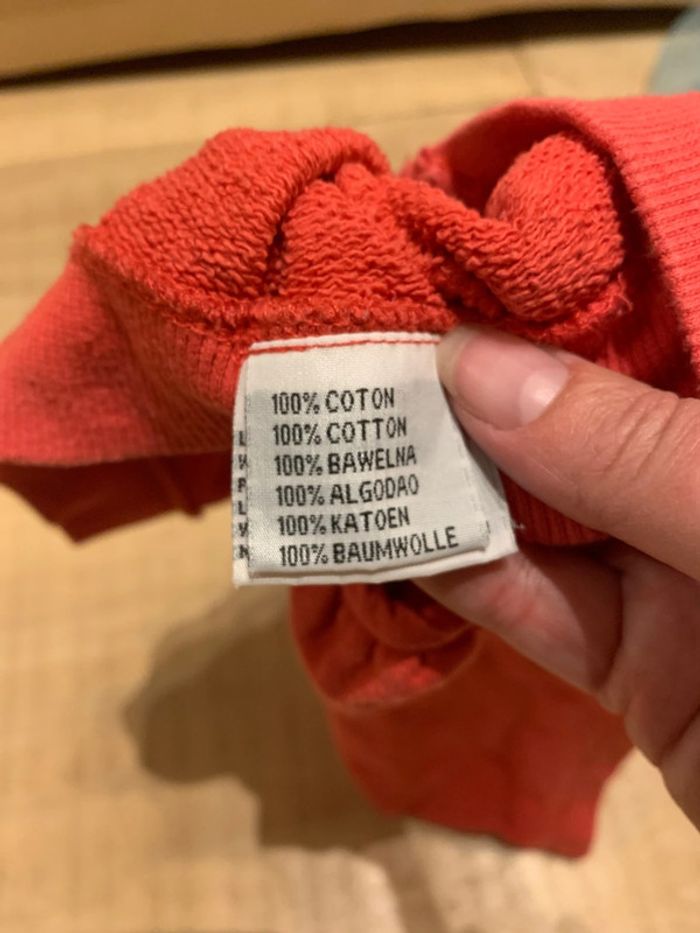 100% COTON
100% COTTON
100% BAWELNA
100% ALGODAO
100% KATOEN
100% BAUMWOLLE